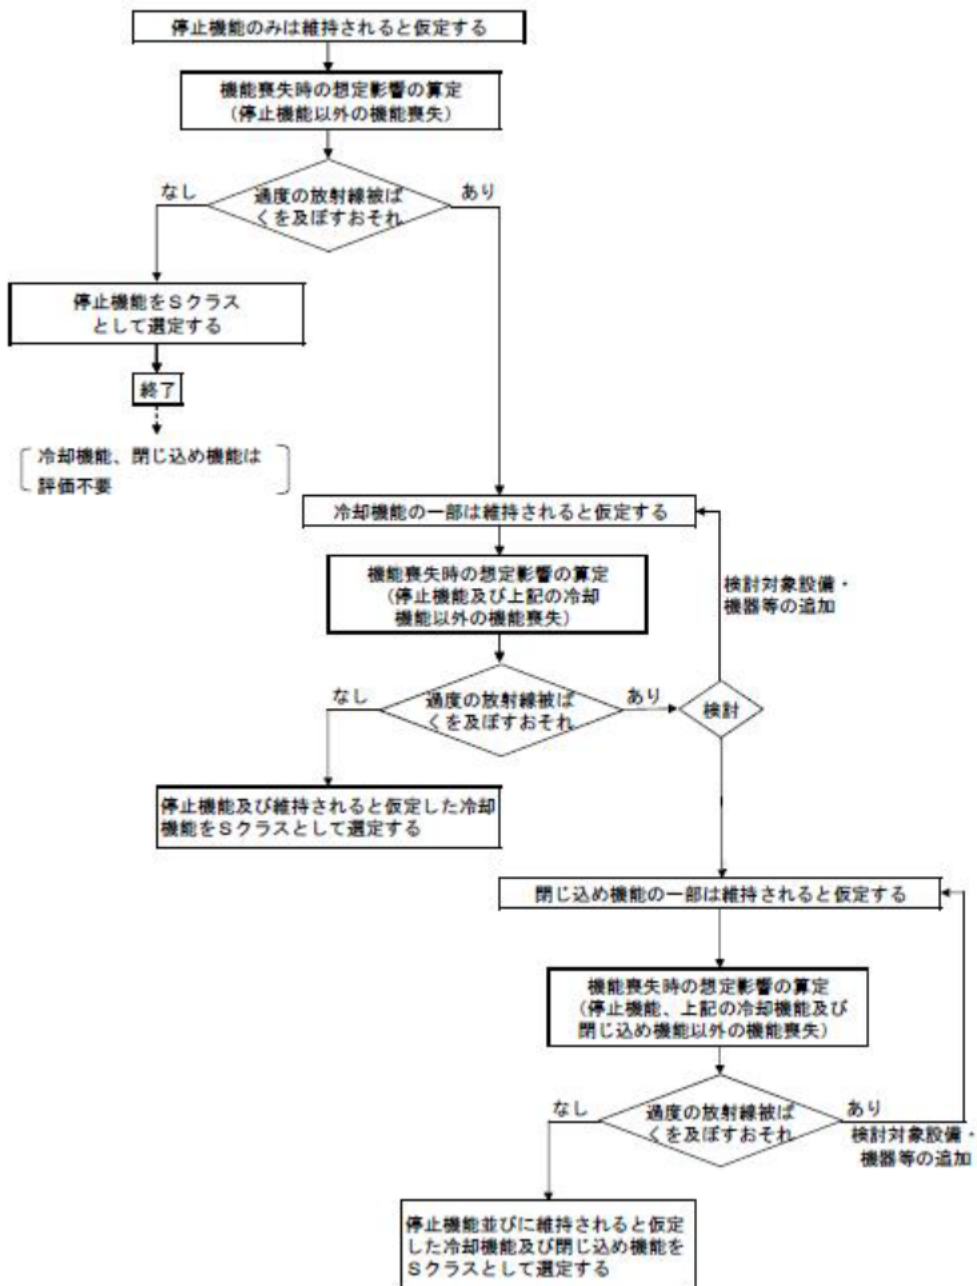 停止機能のみは維持されると仮定する
機能喪失時の想定影響の算定
(停止機能以外の機能喪失)
過度の放射線被ば
くを及ぼすおそれ
なし
あり
停止機能をSクラス
として選定する
終了
冷却機能、閉じ込め機能は
評価不要
冷却機能の一部は維持されると仮定する
機能喪失時の想定影響の算定
(停止機能及び上記の冷却
機能以外の機能喪失)
検討対象設備・
機器等の追加
過度の放射線被ば
くを及ぼすおそれ
なし
あり
検討
停止機能及び維持されると仮定した冷却
機能をSクラスとして選定する
閉じ込め機能の一部は維持されると仮定する
機能喪失時の想定影響の算定
(停止機能、上記の冷却機能及び
閉じ込め機能以外の機能喪失)
過度の放射線被ば
くを及ぼすおそれ
なし
あり
検討対象設備・
機器等の追加
停止機能並びに維持されると仮定
した冷却機能及び閉じ込め機能を
Sクラスとして選定する